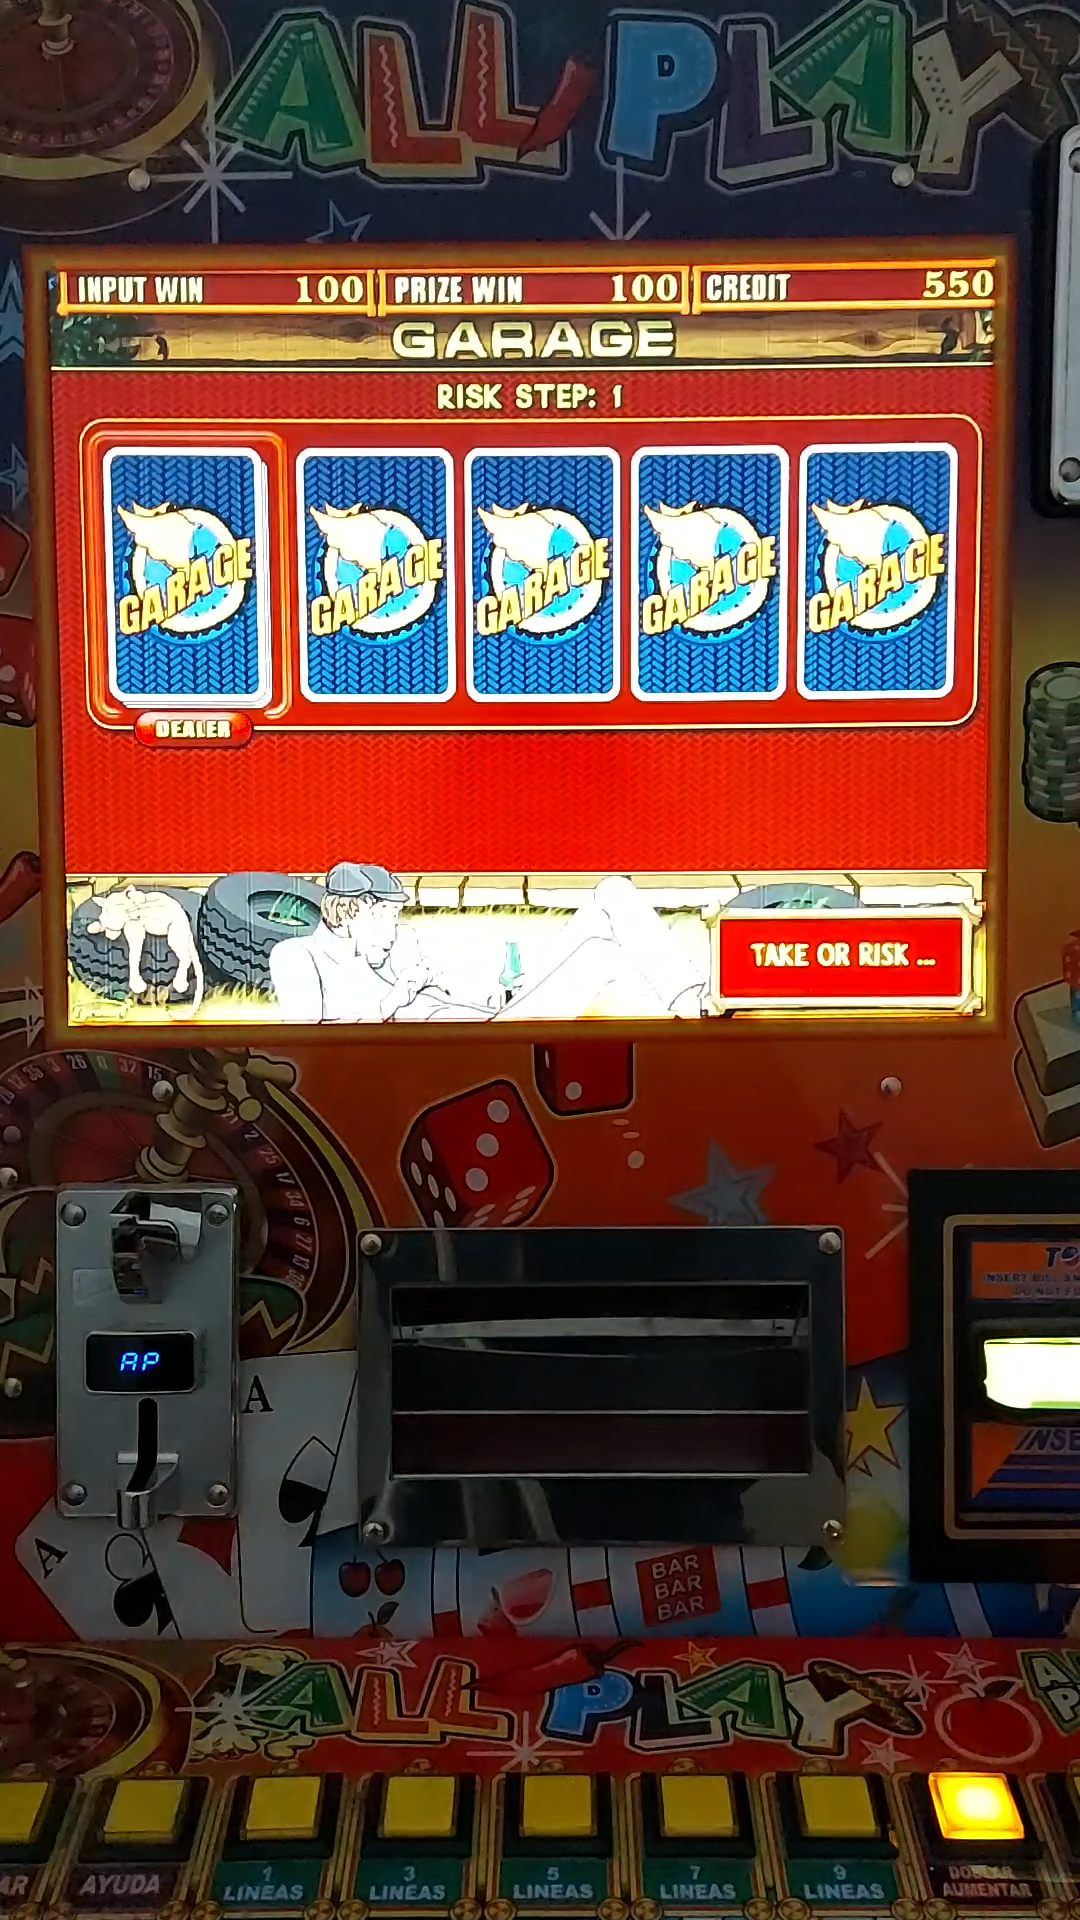 ALL PLAY
INPUT WIN 100 PRIZE WIN 100 CREDIT 550
GARAGE
RISK STEP: 1
GARAGE GARAGE GARAGE GARAGE GARAGE
DEALER
TAKE OR RISK ...
AP
A
A
BAR
BAR
BAR
ALL PLAY
AYUDA
1 LINEAS
3 LINEAS
5 LINEAS
7 LINEAS
9 LINEAS
AUMENTAR